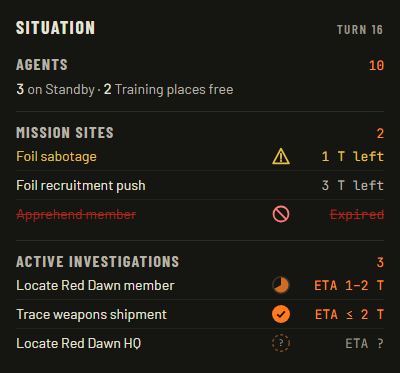 SITUATION TURN 16
AGENTS 10
3 on Standby · 2 Training places free
MISSION SITES 2
Foil sabotage 1 T left
Foil recruitment push 3 T left
Apprehend member Expired
ACTIVE INVESTIGATIONS 3
Locate Red Dawn member ETA 1–2 T
Trace weapons shipment ETA ≤ 2 T
Locate Red Dawn HQ ? ETA ?